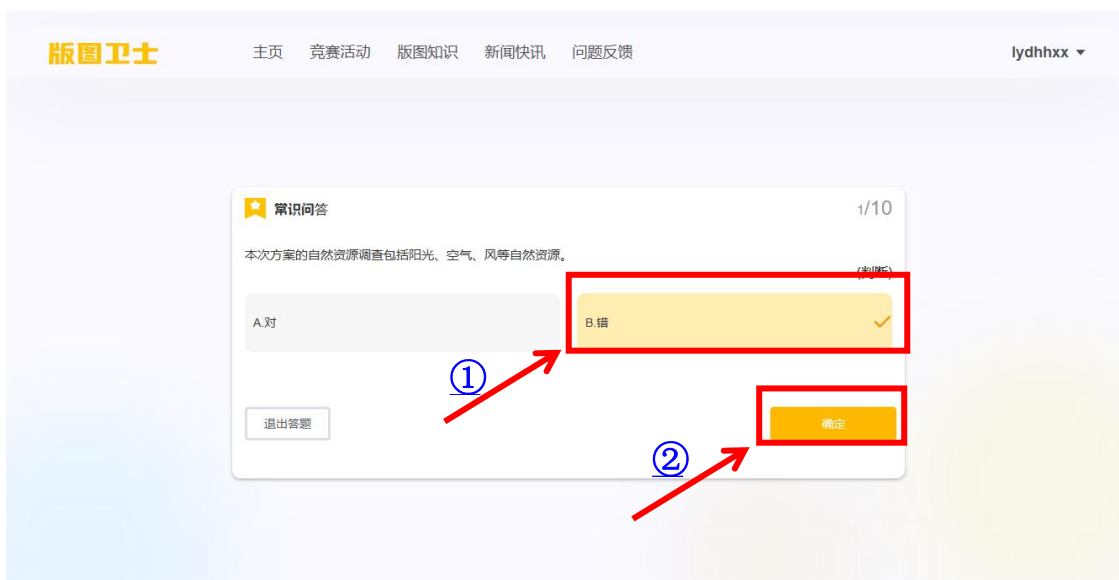 版图卫士 主页 竞赛活动 版图知识 新闻快讯 问题反馈 lydhhxx
常识问答 1/10
本次方案的自然资源调查包括阳光、空气、风等自然资源。
(判断)
A.对 B.错
①
退出答题 确定
②